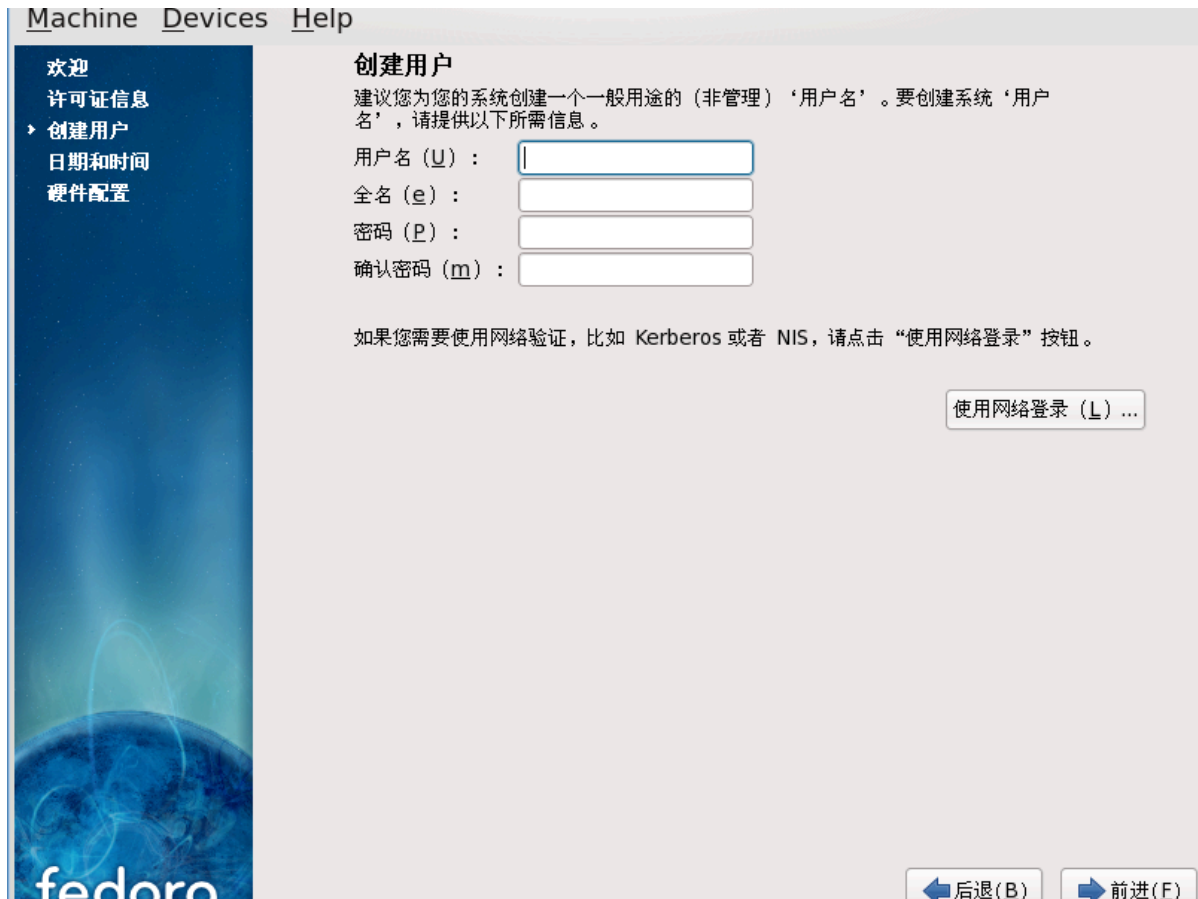 Machine Devices Help
欢迎
许可证信息
创建用户
日期和时间
硬件配置
创建用户
建议您为您的系统创建一个一般用途的（非管理）‘用户名’。要创建系统‘用户
名’，请提供以下所需信息。
用户名（U）：
全名（e）：
密码（P）：
确认密码（m）：
如果您需要使用网络验证，比如 Kerberos 或者 NIS，请点击“使用网络登录”按钮。
使用网络登录（L）...
fedora
后退(B)
前进(F)